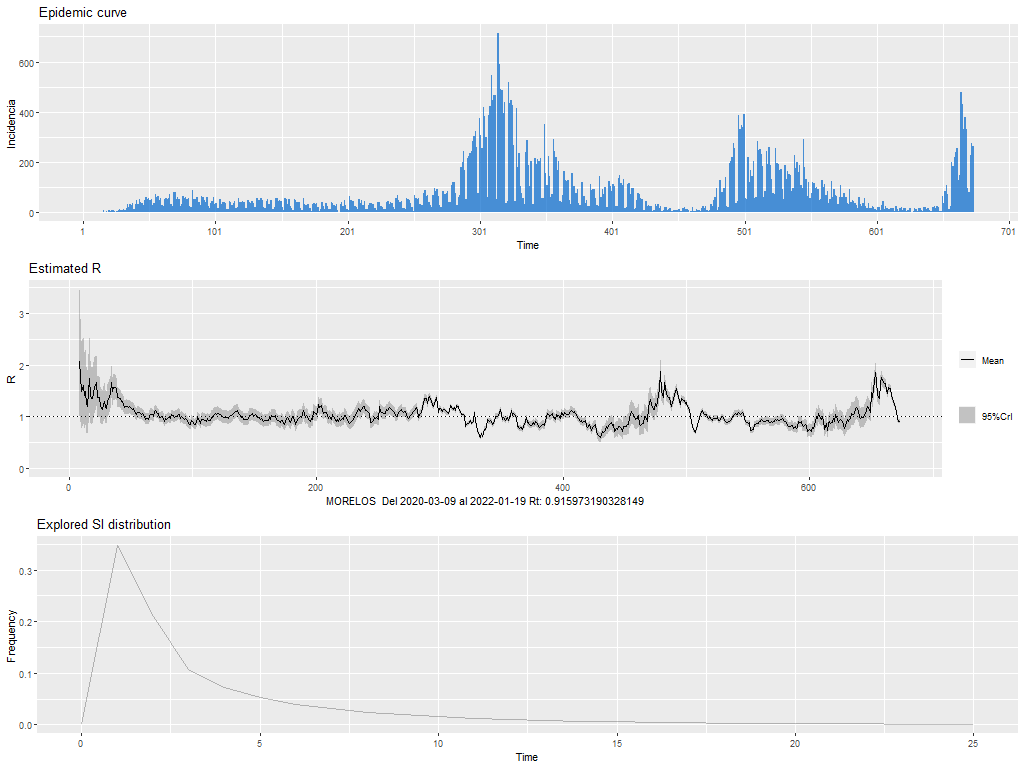 Epidemic curve
600
400
200
0
Incidencia
1
101
201
301
401
501
601
701
Time
Estimated R
3
2
1
0
R
Mean
95%CrI
0
200
400
600
MORELOS Del 2020-03-09 al 2022-01-19 Rt: 0.915973190328149
Explored SI distribution
0.3
0.2
0.1
0.0
Frequency
0
5
10
15
20
25
Time